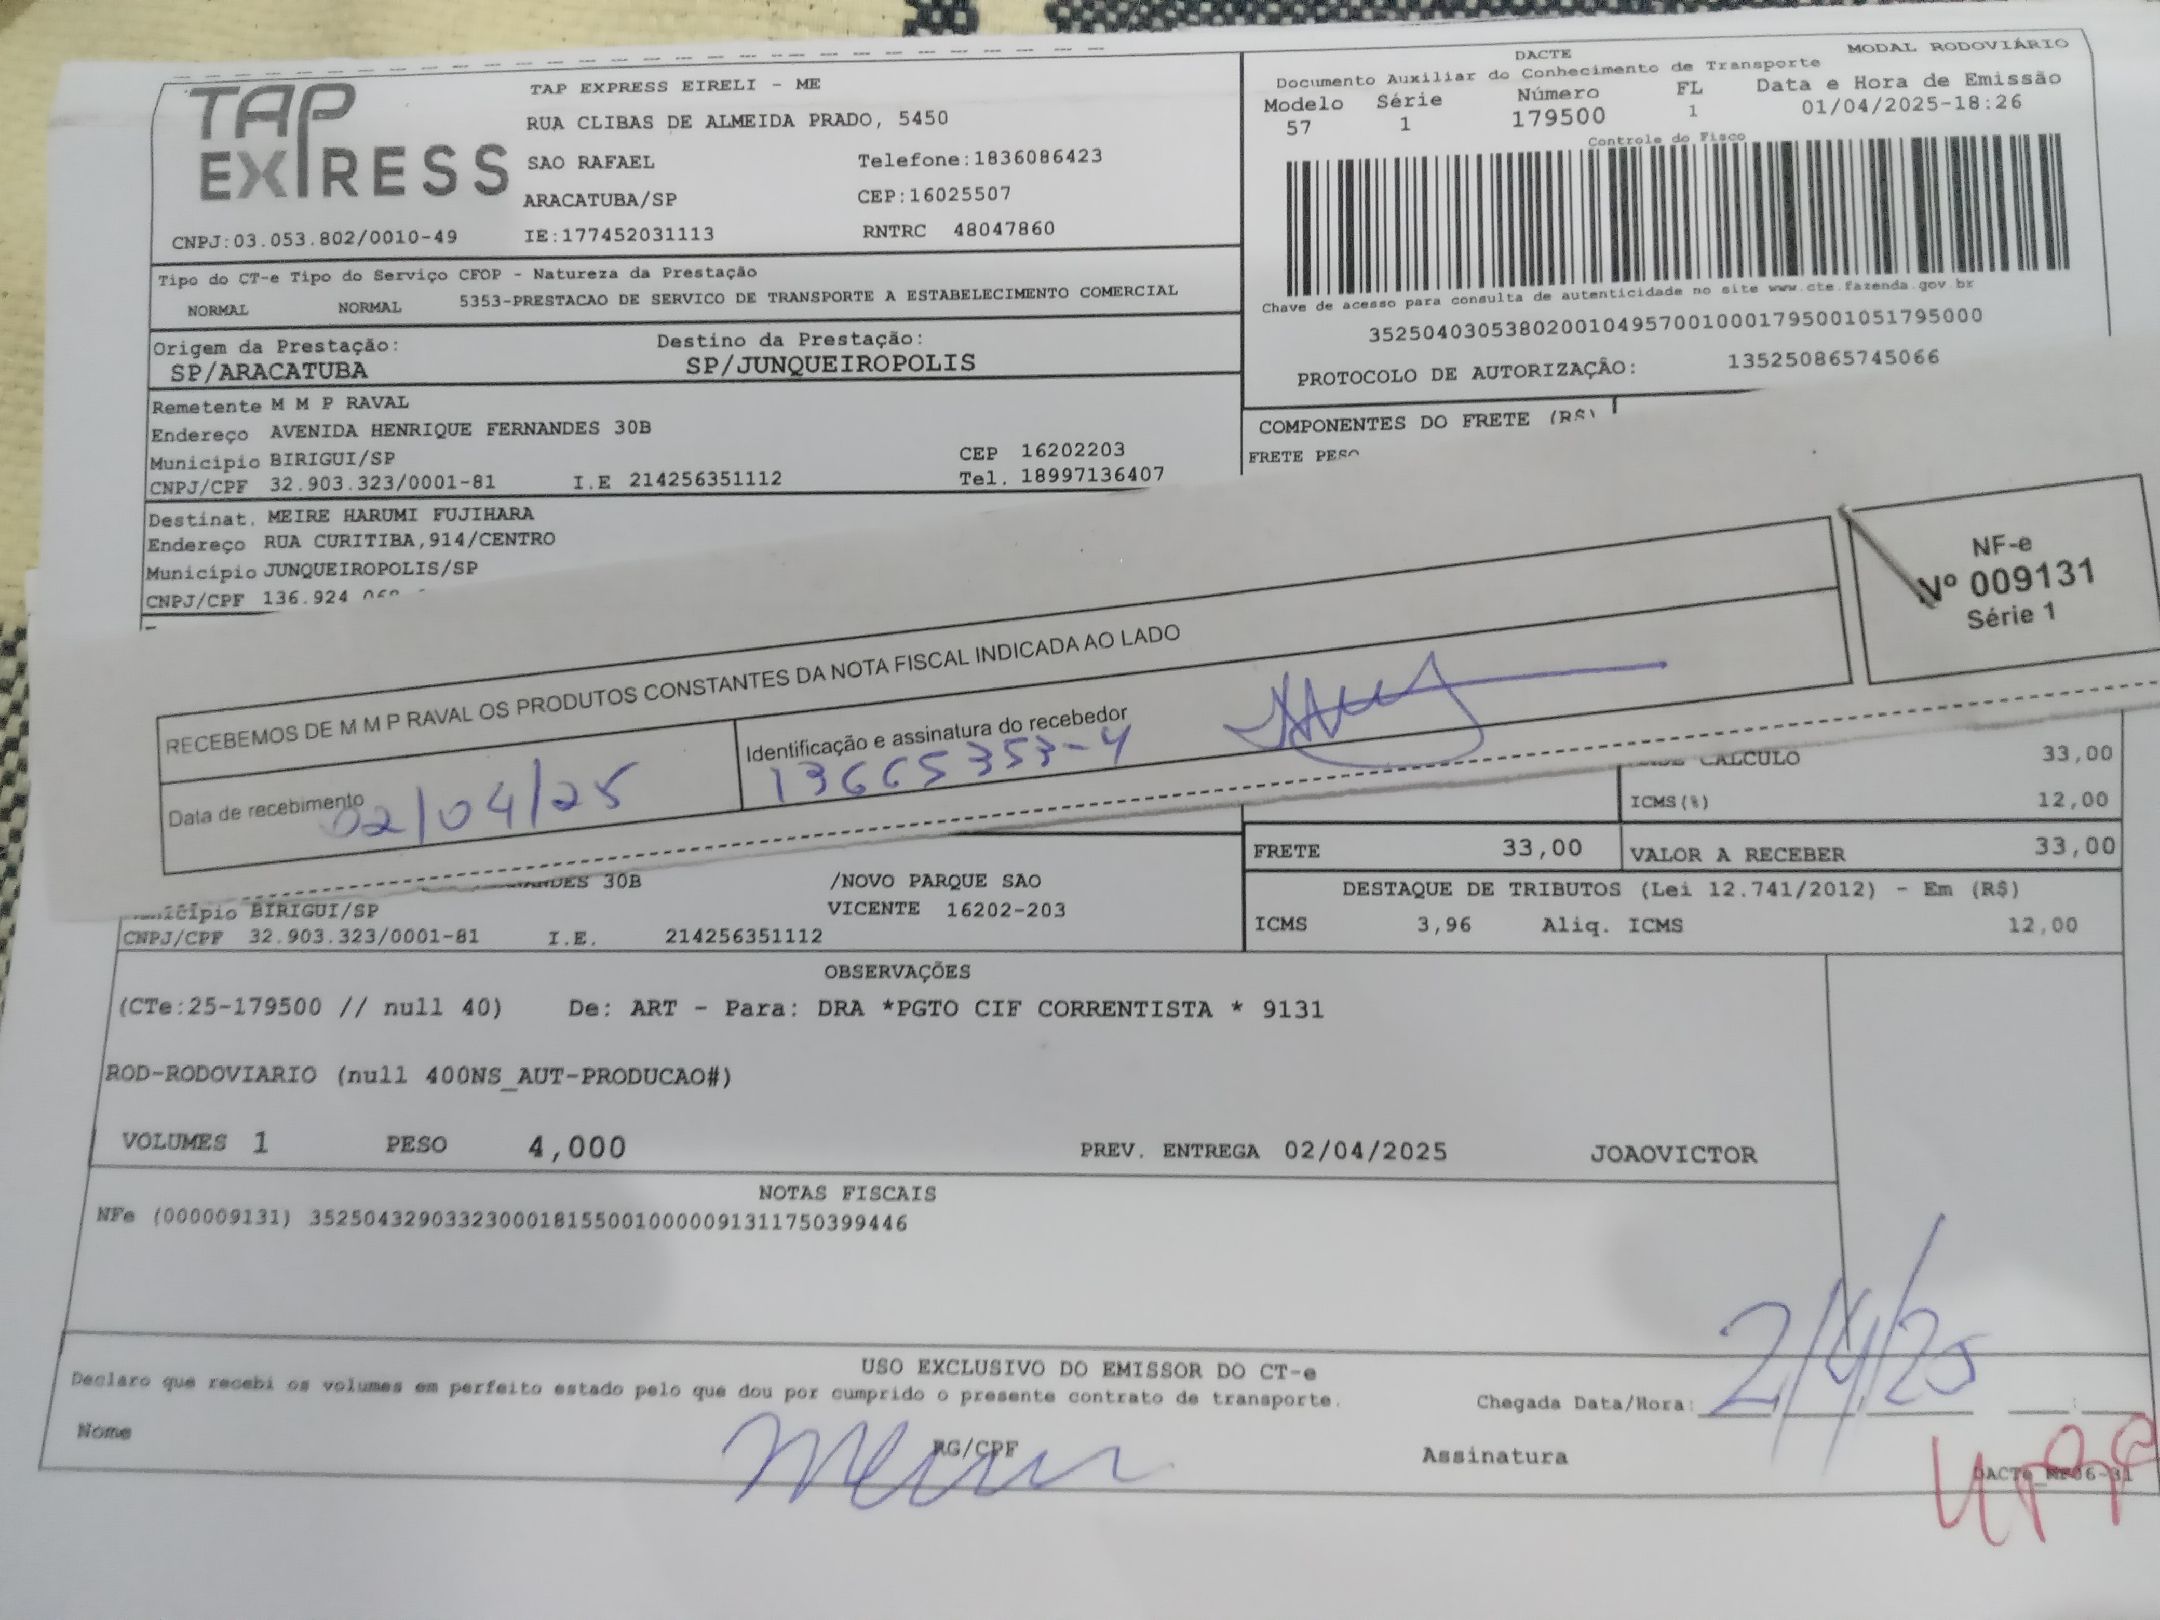 TAP EXPRESS
TAP EXPRESS EIRELI - ME
RUA CLIBAS DE ALMEIDA PRADO, 5450
SAO RAFAEL Telefone:1836086423
ARACATUBA/SP CEP:16025507
CNPJ:03.053.802/0010-49 IE:177452031113 RNTRC 48047860
DACTE MODAL RODOVIÁRIO
Documento Auxiliar do Conhecimento de Transporte
Modelo Série Número FL Data e Hora de Emissão
57 1 179500 1 01/04/2025-18:26
Controle do Fisco
Chave de acesso para consulta de autenticidade no site www.cte.fazenda.gov.br
35250403053802001049570010001795001051795000
PROTOCOLO DE AUTORIZAÇÃO: 135250865745066
Tipo do CT-e Tipo do Serviço CFOP - Natureza da Prestação
NORMAL NORMAL 5353-PRESTACAO DE SERVICO DE TRANSPORTE A ESTABELECIMENTO COMERCIAL
Origem da Prestação: Destino da Prestação:
SP/ARACATUBA SP/JUNQUEIROPOLIS
Remetente M M P RAVAL
Endereço AVENIDA HENRIQUE FERNANDES 30B
Municipio BIRIGUI/SP CEP 16202203
CNPJ/CPF 32.903.323/0001-81 I.E 214256351112 Tel. 18997136407
COMPONENTES DO FRETE (R$)
FRETE PESO
Destinat. MEIRE HARUMI FUJIHARA
Endereço RUA CURITIBA,914/CENTRO
Município JUNQUEIROPOLIS/SP
CNPJ/CPF 136.924
NF-e
Nº 009131
Série 1
RECEBEMOS DE M M P RAVAL OS PRODUTOS CONSTANTES DA NOTA FISCAL INDICADA AO LADO
Data de recebimento 02/04/25
Identificação e assinatura do recebedor
13665353-4
CALCULO 33,00
ICMS(%) 12,00
FRETE 33,00 VALOR A RECEBER 33,00
DESTAQUE DE TRIBUTOS (Lei 12.741/2012) - Em (R$)
ICMS 3,96 Aliq. ICMS 12,00
30B /NOVO PARQUE SAO
BIRIGUI/SP VICENTE 16202-203
CNPJ/CPF 32.903.323/0001-81 I.E. 214256351112
OBSERVAÇÕES
(CTe:25-179500 // null 40) De: ART - Para: DRA *PGTO CIF CORRENTISTA * 9131
ROD-RODOVIARIO (null 400NS_AUT-PRODUCAO#)
VOLUMES 1 PESO 4,000 PREV. ENTREGA 02/04/2025 JOAOVICTOR
NOTAS FISCAIS
NFe (000009131) 35250432903323000181550010000091311750399446
USO EXCLUSIVO DO EMISSOR DO CT-e
Declaro que recebi os volumes em perfeito estado pelo que dou por cumprido o presente contrato de transporte.
Chegada Data/Hora: 2/4/25
Nome RG/CPF Assinatura